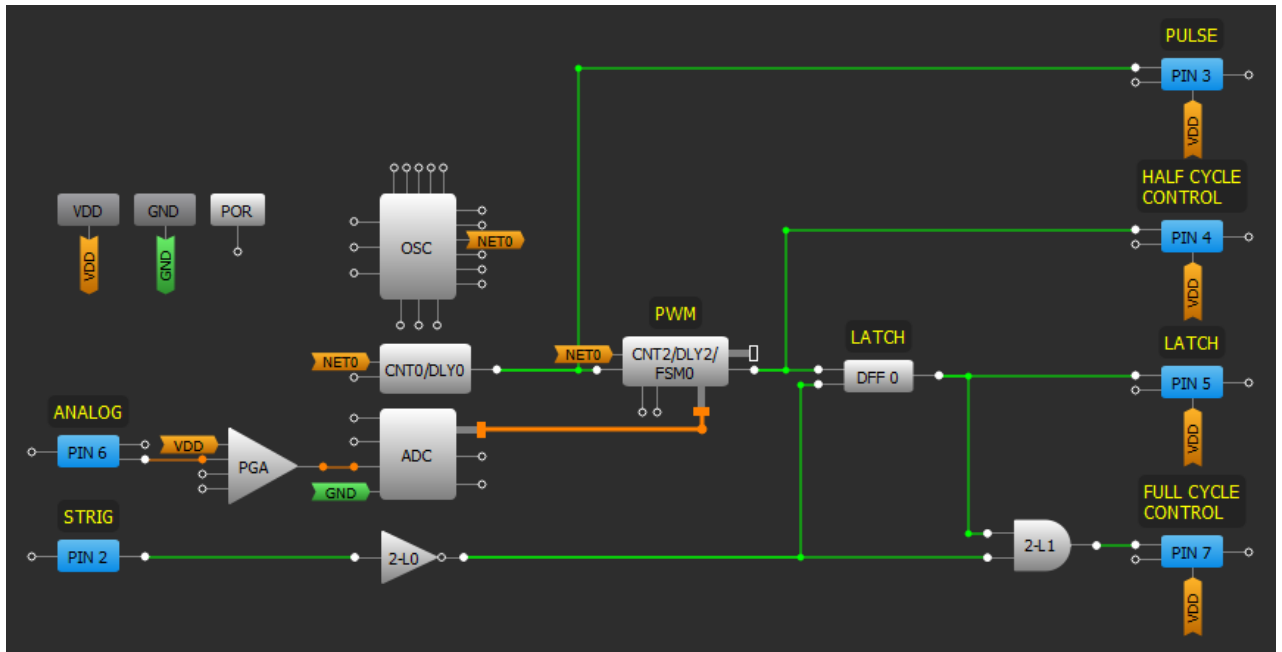 PULSE
PIN 3
VDD
HALF CYCLE
CONTROL
PIN 4
VDD
VDD
GND
POR
VDD
GND
OSC
NET0
PWM
NET0
CNT0/DLY0
NET0
CNT2/DLY2/
FSM0
LATCH
DFF 0
LATCH
PIN 5
VDD
ANALOG
PIN 6
VDD
PGA
GND
ADC
STRIG
PIN 2
2-L0
2-L1
FULL CYCLE
CONTROL
PIN 7
VDD